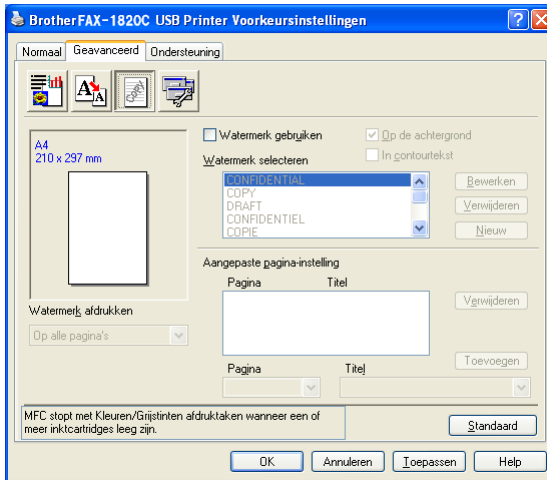 Brother FAX-1820C USB Printer Voorkeursinstellingen
Normaal Geavanceerd Ondersteuning
A4
210 x 297 mm
Watermerk afdrukken
Op alle pagina's
Watermerk gebruiken
Op de achtergrond
In contourtekst
Watermerk selecteren
CONFIDENTIAL
COPY
DRAFT
CONFIDENTIEL
COPIE
Bewerken
Verwijderen
Nieuw
Aangepaste pagina-instelling
Pagina Titel
Verwijderen
Toevoegen
Pagina Titel
MFC stopt met Kleuren/Grijstinten afdruktaken wanneer een of
meer inktcartridges leeg zijn.
Standaard
OK Annuleren Toepassen Help